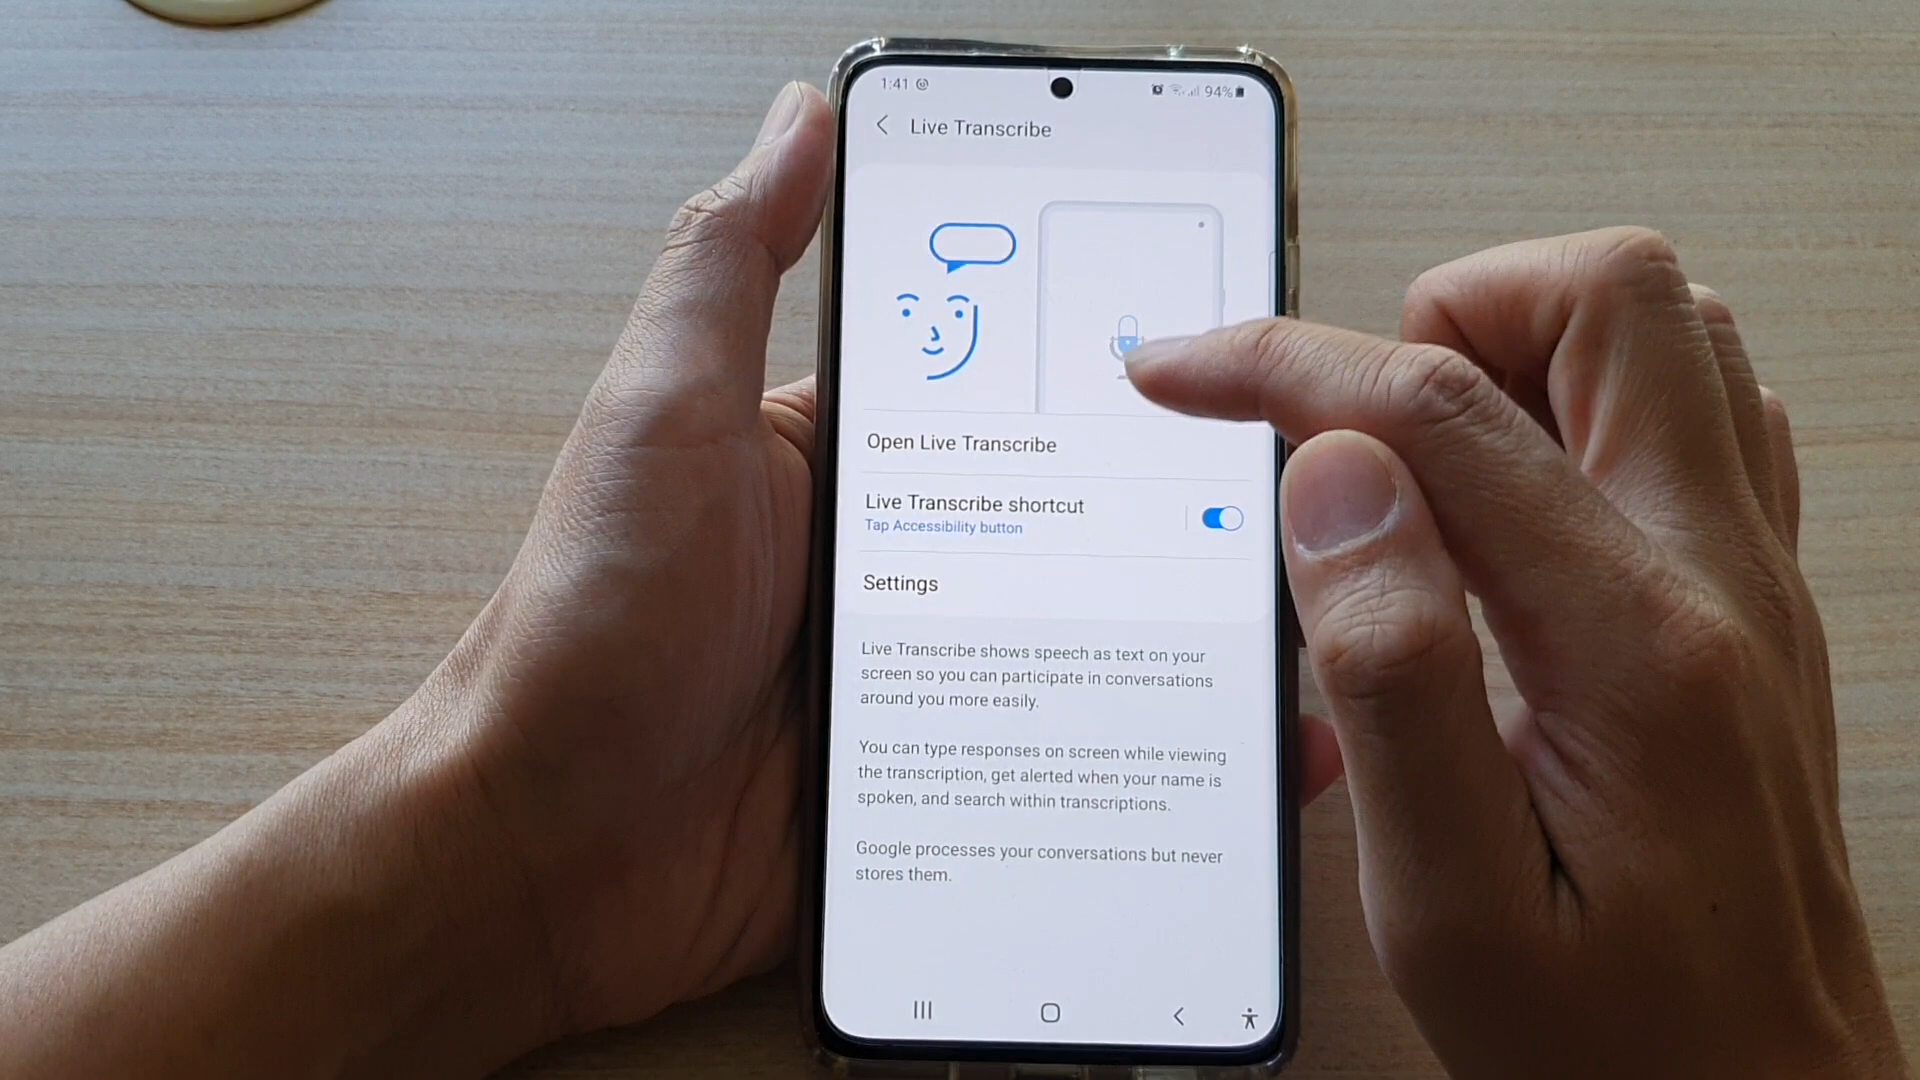 1:41
94%
Live Transcribe
Open Live Transcribe
Live Transcribe shortcut
Tap Accessibility button
Settings
Live Transcribe shows speech as text on your
screen so you can participate in conversations
around you more easily.
You can type responses on screen while viewing
the transcription, get alerted when your name is
spoken, and search within transcriptions.
Google processes your conversations but never
stores them.